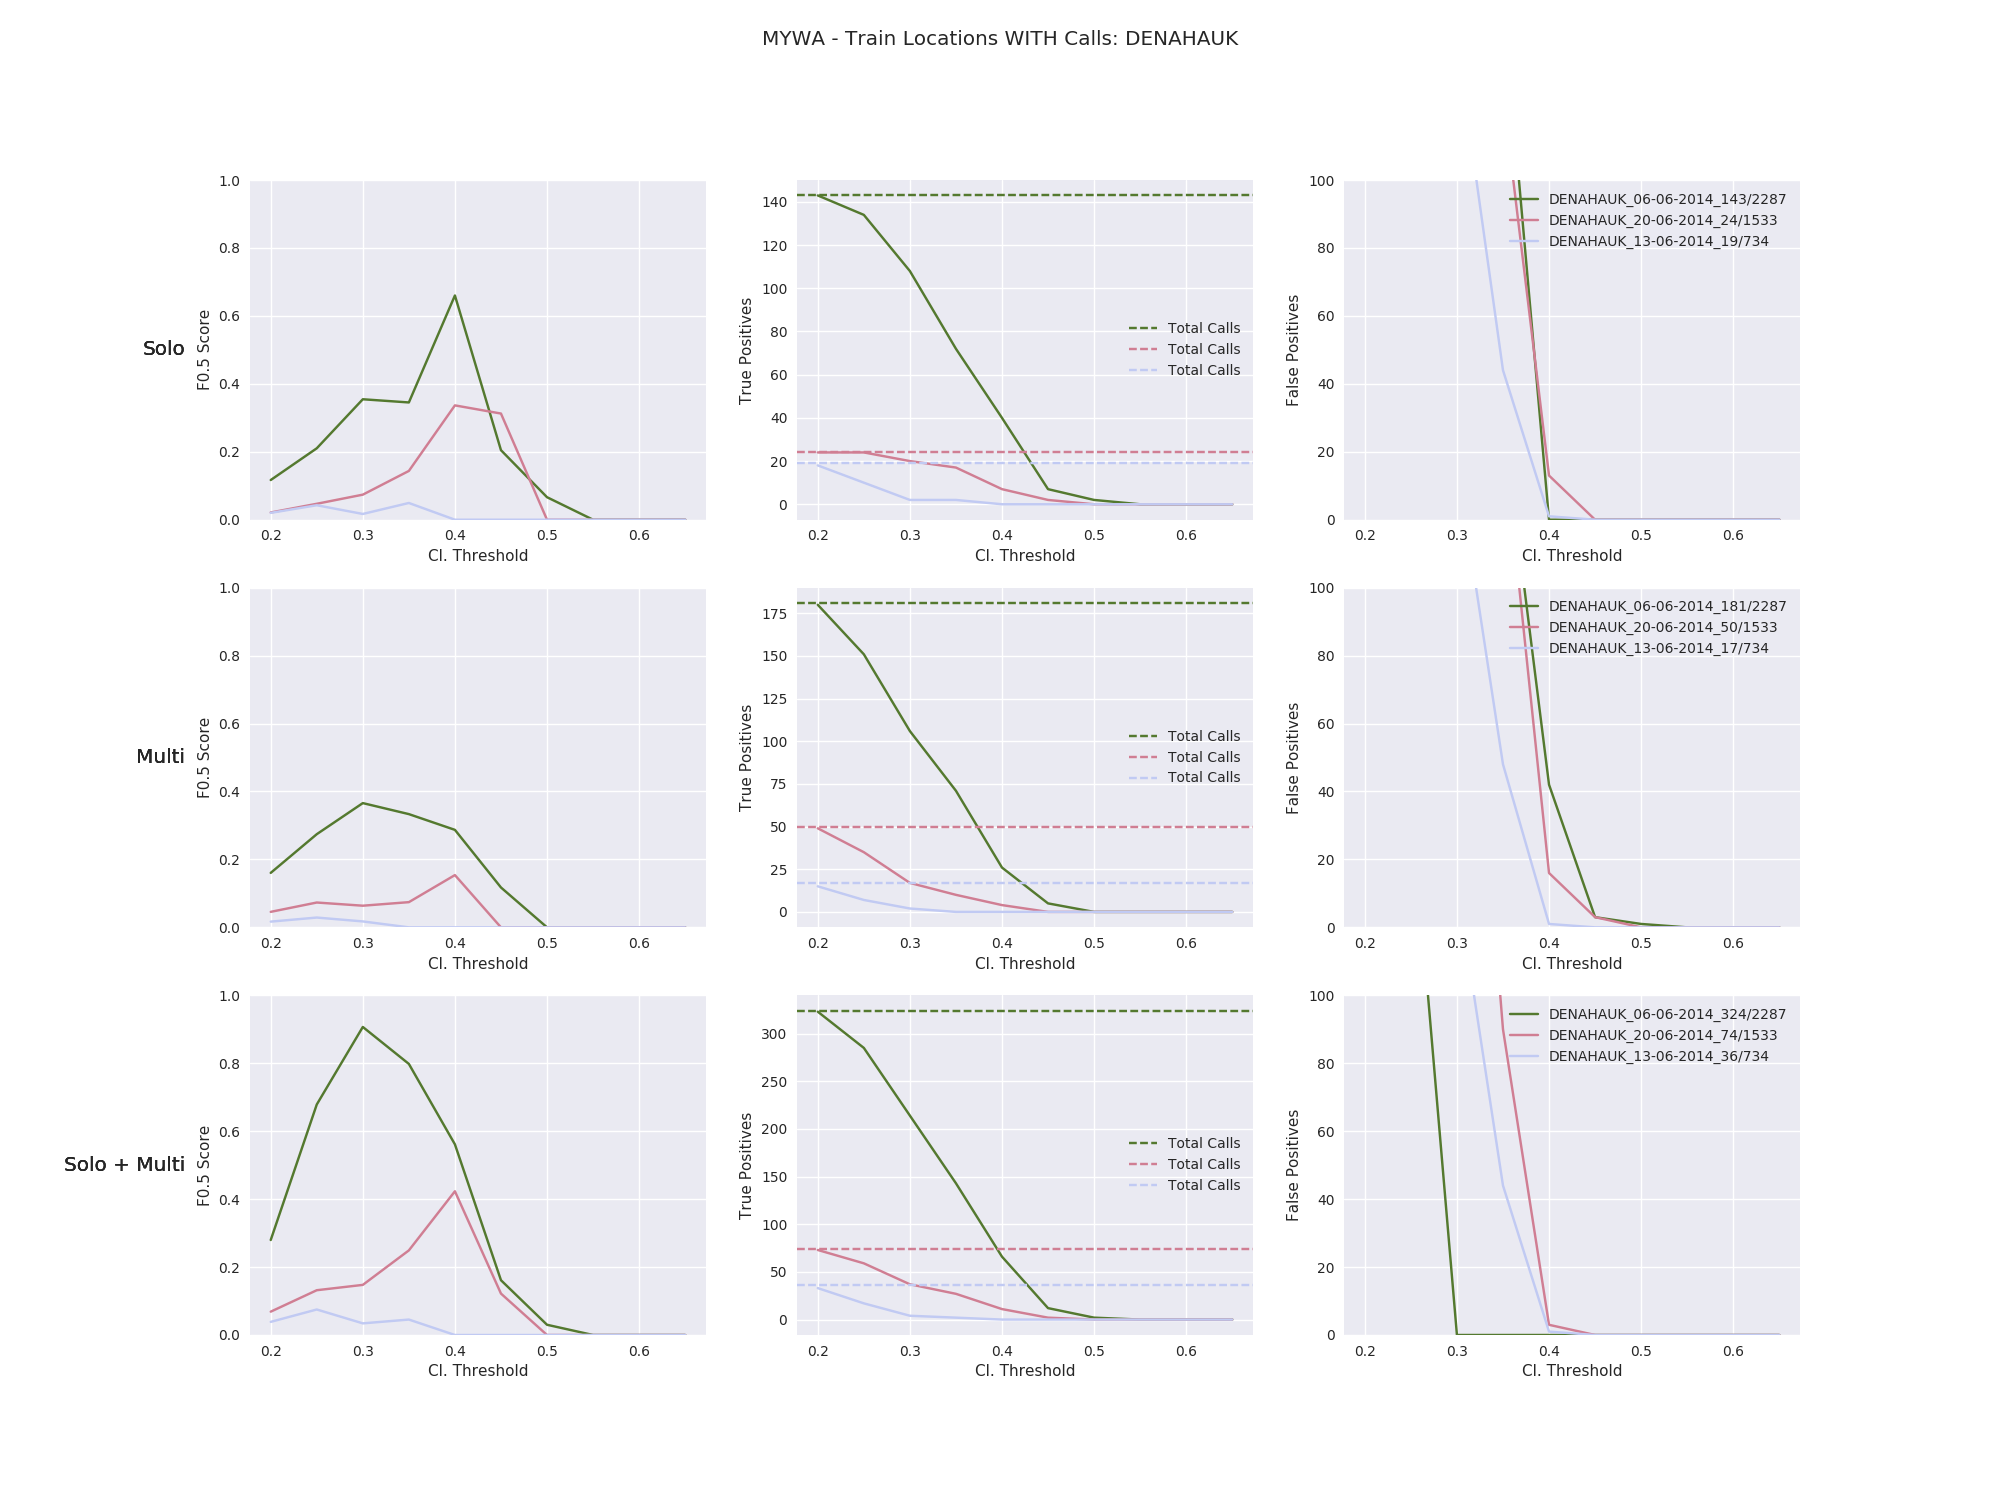 MYWA - Train Locations WITH Calls: DENAHAUK
Solo
F0.5 Score
1.0
0.8
0.6
0.4
0.2
0.0
0.2 0.3 0.4 0.5 0.6
Cl. Threshold
True Positives
140
120
100
80
60
40
20
0
Total Calls
Total Calls
Total Calls
0.2 0.3 0.4 0.5 0.6
Cl. Threshold
False Positives
100
80
60
40
20
0
DENAHAUK_06-06-2014_143/2287
DENAHAUK_20-06-2014_24/1533
DENAHAUK_13-06-2014_19/734
0.2 0.3 0.4 0.5 0.6
Cl. Threshold
Multi
F0.5 Score
1.0
0.8
0.6
0.4
0.2
0.0
0.2 0.3 0.4 0.5 0.6
Cl. Threshold
True Positives
175
150
125
100
75
50
25
0
Total Calls
Total Calls
Total Calls
0.2 0.3 0.4 0.5 0.6
Cl. Threshold
False Positives
100
80
60
40
20
0
DENAHAUK_06-06-2014_181/2287
DENAHAUK_20-06-2014_50/1533
DENAHAUK_13-06-2014_17/734
0.2 0.3 0.4 0.5 0.6
Cl. Threshold
Solo + Multi
F0.5 Score
1.0
0.8
0.6
0.4
0.2
0.0
0.2 0.3 0.4 0.5 0.6
Cl. Threshold
True Positives
300
250
200
150
100
50
0
Total Calls
Total Calls
Total Calls
0.2 0.3 0.4 0.5 0.6
Cl. Threshold
False Positives
100
80
60
40
20
0
DENAHAUK_06-06-2014_324/2287
DENAHAUK_20-06-2014_74/1533
DENAHAUK_13-06-2014_36/734
0.2 0.3 0.4 0.5 0.6
Cl. Threshold